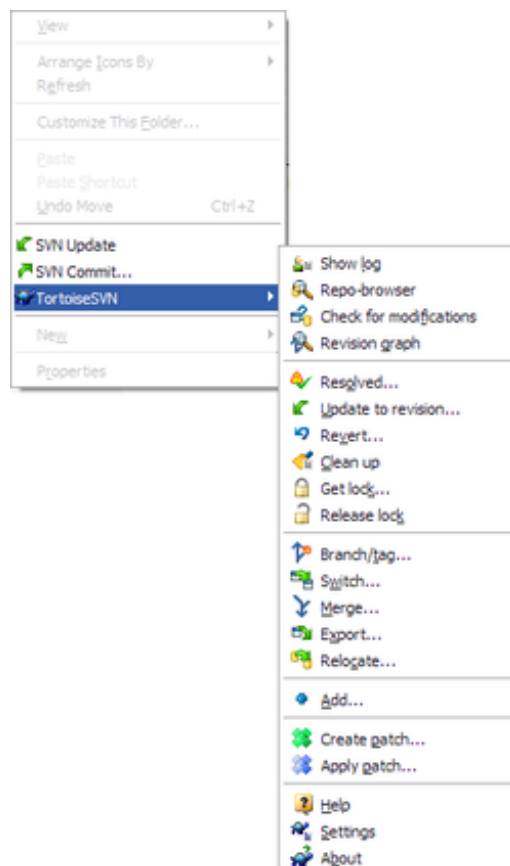 View
Arrange Icons By
Refresh
Customize This Folder...
Paste
Paste Shortcut
Undo Move Ctrl+Z
SVN Update
SVN Commit...
TortoiseSVN
New
Properties
Show log
Repo-browser
Check for modifications
Revision graph
Resolved...
Update to revision...
Revert...
Clean up
Get lock...
Release lock
Branch/tag...
Switch...
Merge...
Export...
Relocate...
Add...
Create patch...
Apply patch...
Help
Settings
About